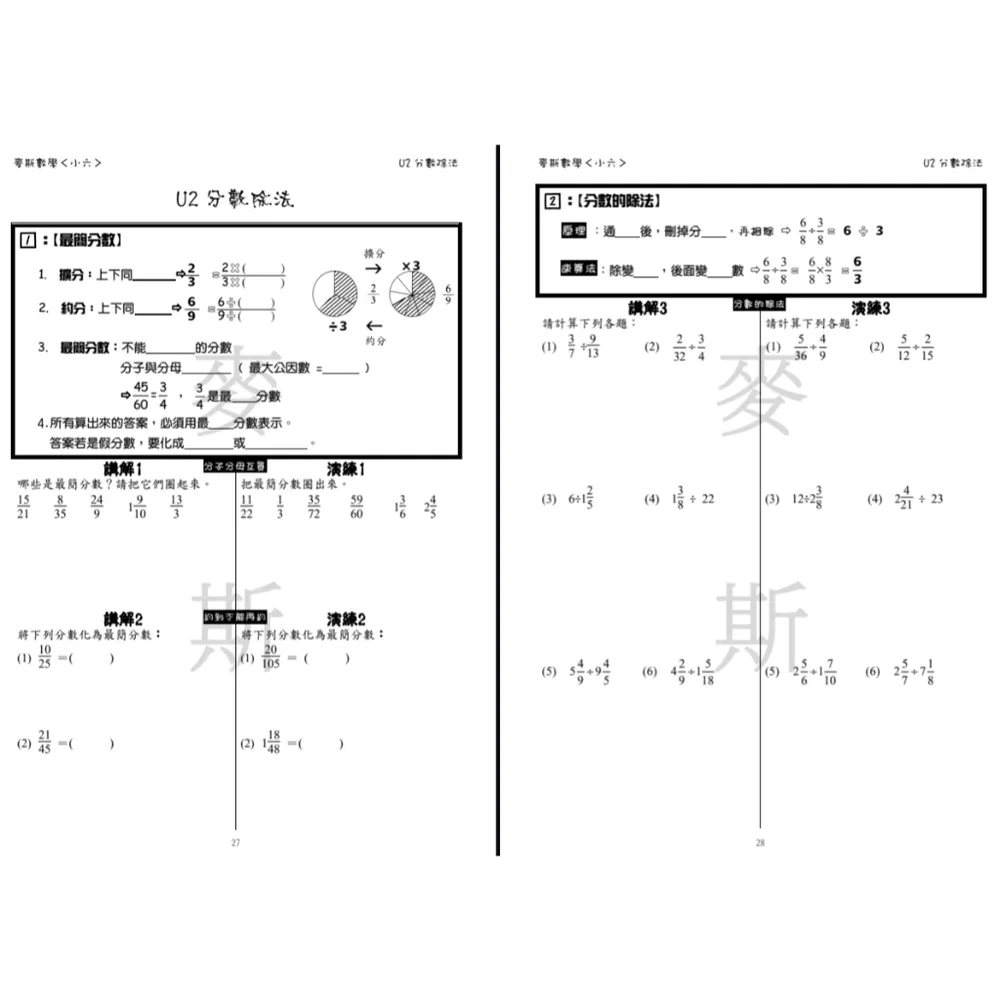 麥斯數學<小六>
U2 分數除法
U2 分數除法
1：【最簡分數】
1. 擴分：上下同______⇨2/3 = 2×( )/3×( )
擴分
×3
2/3
6/9
÷3
約分
2. 約分：上下同______⇨6/9 = 6÷( )/9÷( )
3. 最簡分數：不能______的分數
分子與分母______ ( 最大公因數 =______ )
⇨45/60=3/4 ， 3/4是最___分數
4.所有算出來的答案，必須用最___分數表示。
答案若是假分數，要化成______或________。
講解1
分子分母互質
演練1
哪些是最簡分數？請把它們圈起來。
15/21 8/35 24/9 1 9/10 13/3
把最簡分數圈出來。
11/22 1/3 35/72 59/60 1 3/6 2 4/5
講解2
約到不能再約
演練2
將下列分數化為最簡分數：
(1) 10/25 =( )
(2) 21/45 =( )
將下列分數化為最簡分數：
(1) 20/105 = ( )
(2) 1 18/48 =( )
27
麥斯數學<小六>
U2 分數除法
2：【分數的除法】
原理：通___後，刪掉分___，再相除 ⇨ 6/8÷3/8= 6 ÷ 3
乘算法：除變___，後面變___數 ⇨6/8÷3/8= 6/8×8/3 =6/3
講解3
分數的除法
演練3
請計算下列各題：
(1) 3/7÷9/13 (2) 2/32÷3/4
(3) 6÷1 2/5 (4) 1 3/8÷ 22
(5) 5 4/9÷9 4/5 (6) 4 2/9÷1 5/18
請計算下列各題：
(1) 5/36÷4/9 (2) 5/12÷2/15
(3) 12÷2 3/8 (4) 2 4/21 ÷ 23
(5) 2 5/6÷1 7/10 (6) 2 5/7÷7 1/8
28
麥
斯
麥
斯